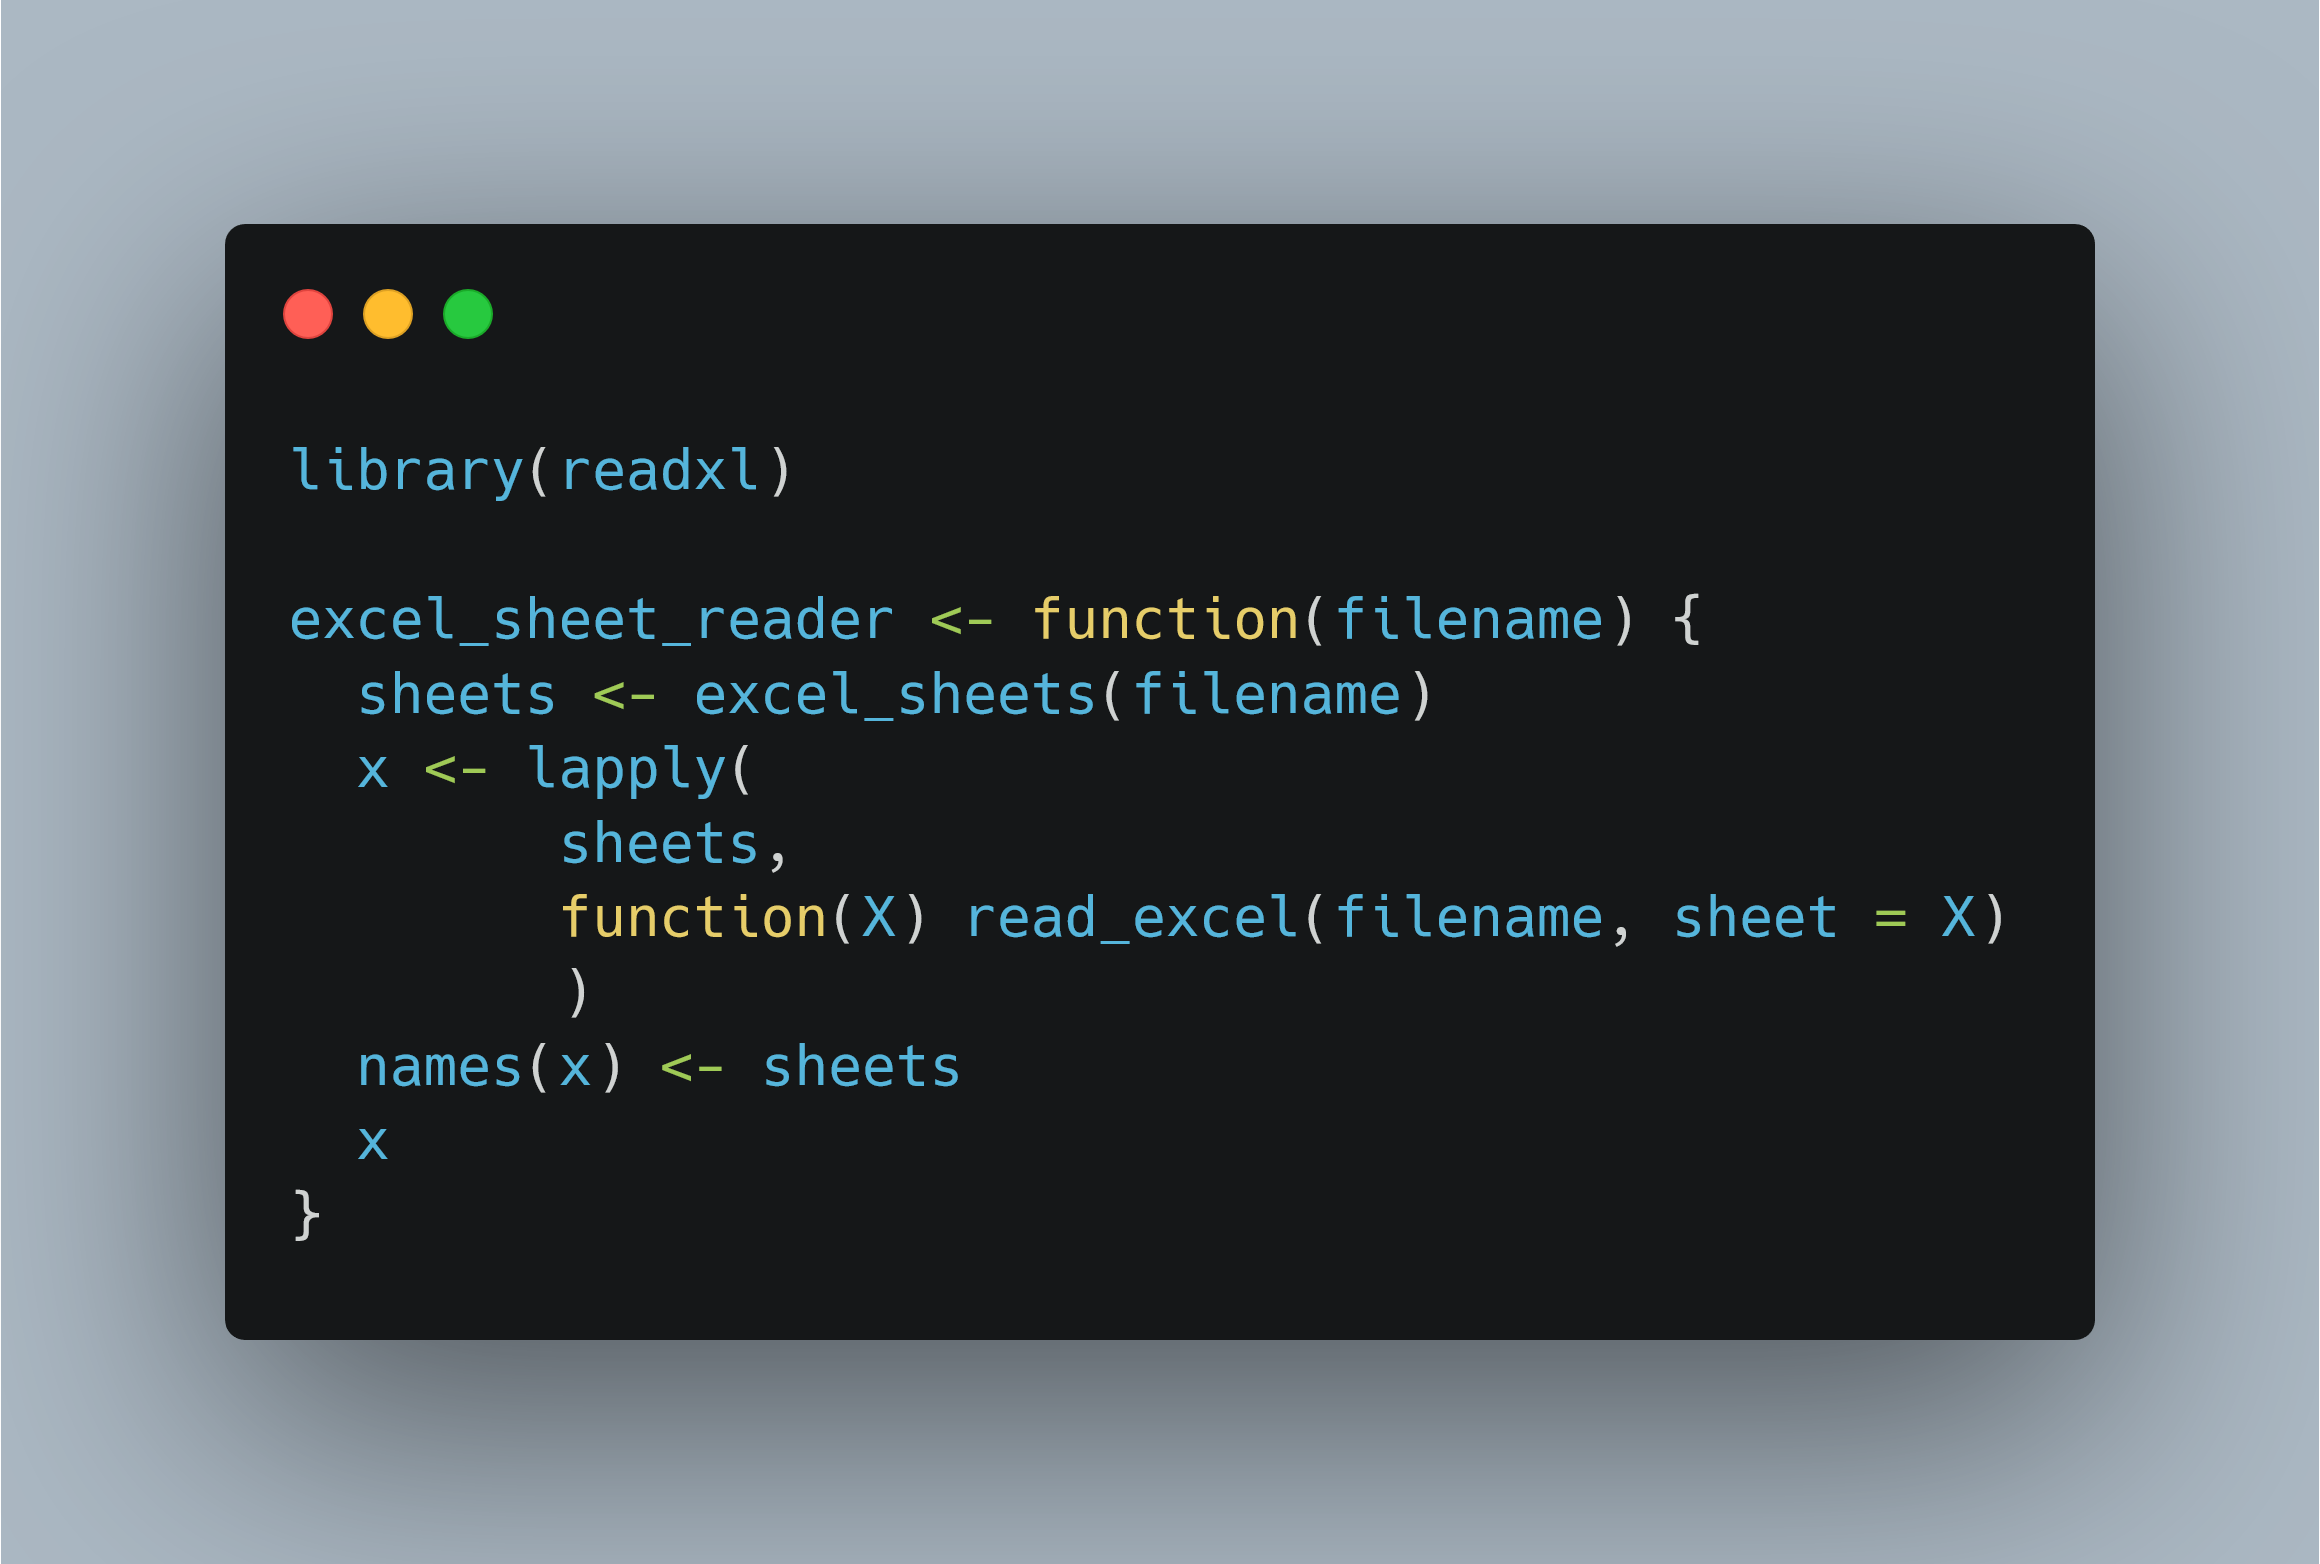 library(readxl)

excel_sheet_reader <- function(filename) {
  sheets <- excel_sheets(filename)
  x <- lapply(
        sheets,
        function(X) read_excel(filename, sheet = X)
        )
  names(x) <- sheets
  x
}